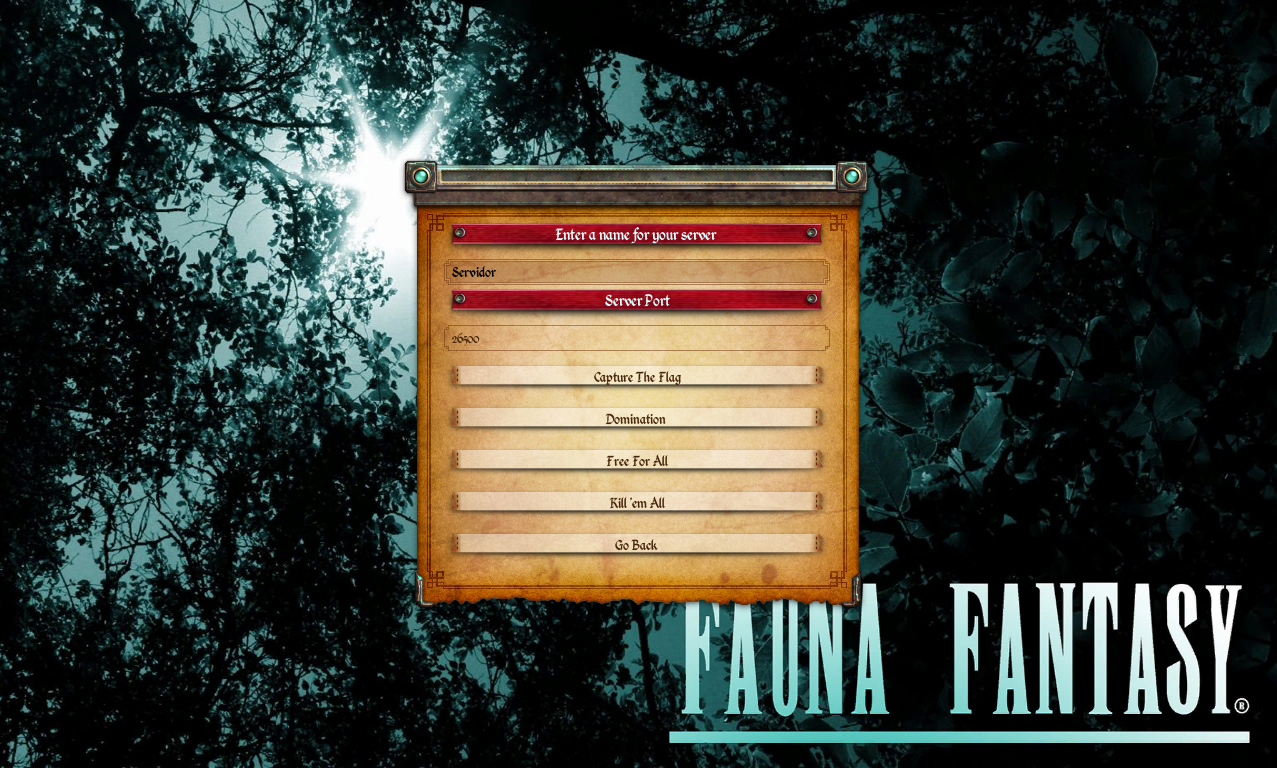 Enter a name for your server
Servidor
Server Port
26500
Capture The Flag
Domination
Free For All
Kill 'em All
Go Back
FAUNA FANTASY®